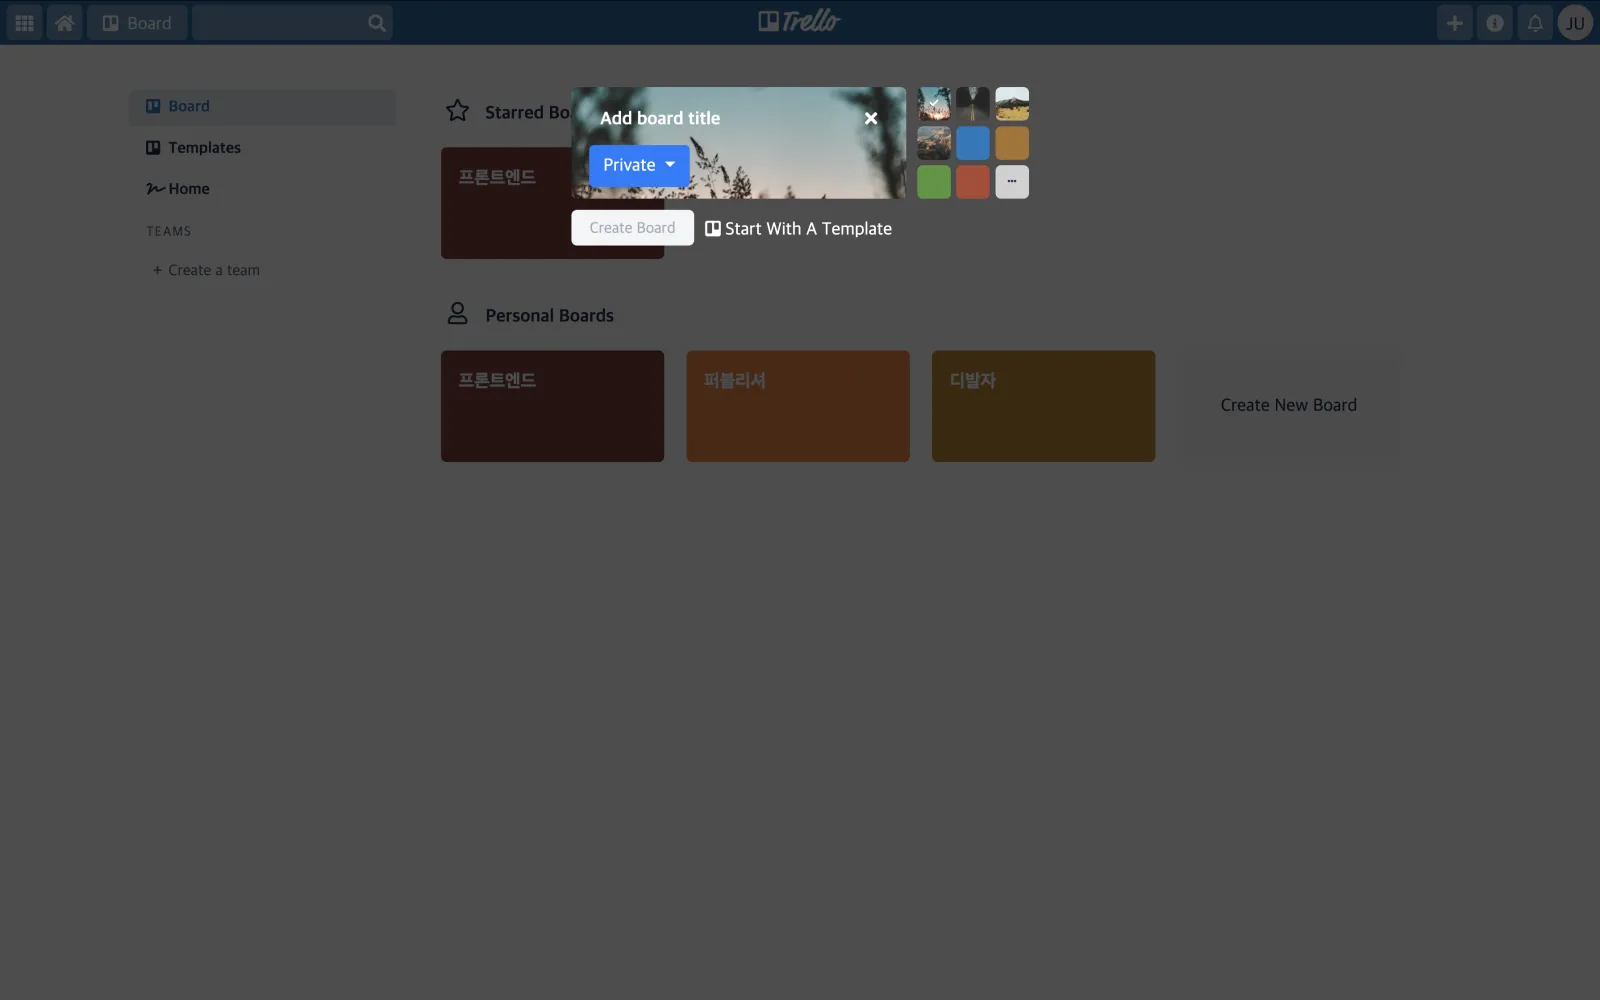 Board
Trello
JU
Board
Templates
Home
TEAMS
+ Create a team
Starred Bo
프론트엔드
Add board title
Private
Create Board
Start With A Template
Personal Boards
프론트엔드
퍼블리셔
디발자
Create New Board